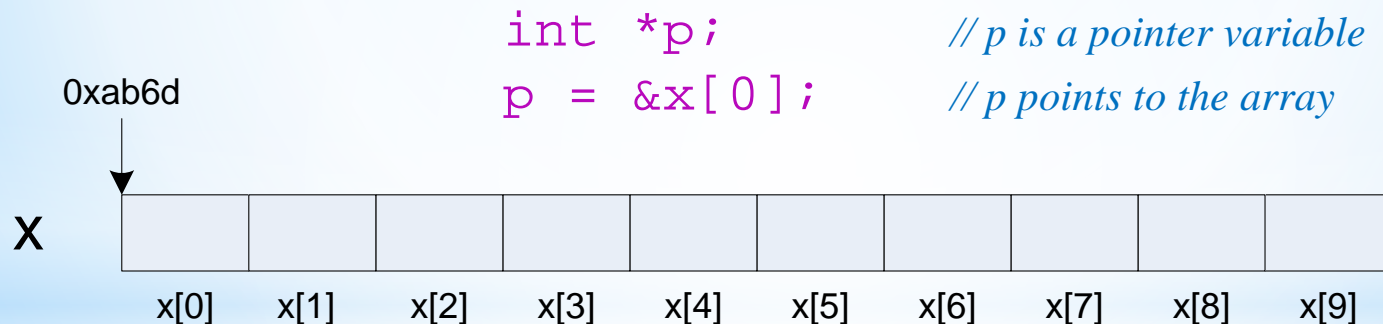 int *p; // p is a pointer variable
0xab6d
p = &x[0]; // p points to the array
x
x[0] x[1] x[2] x[3] x[4] x[5] x[6] x[7] x[8] x[9]